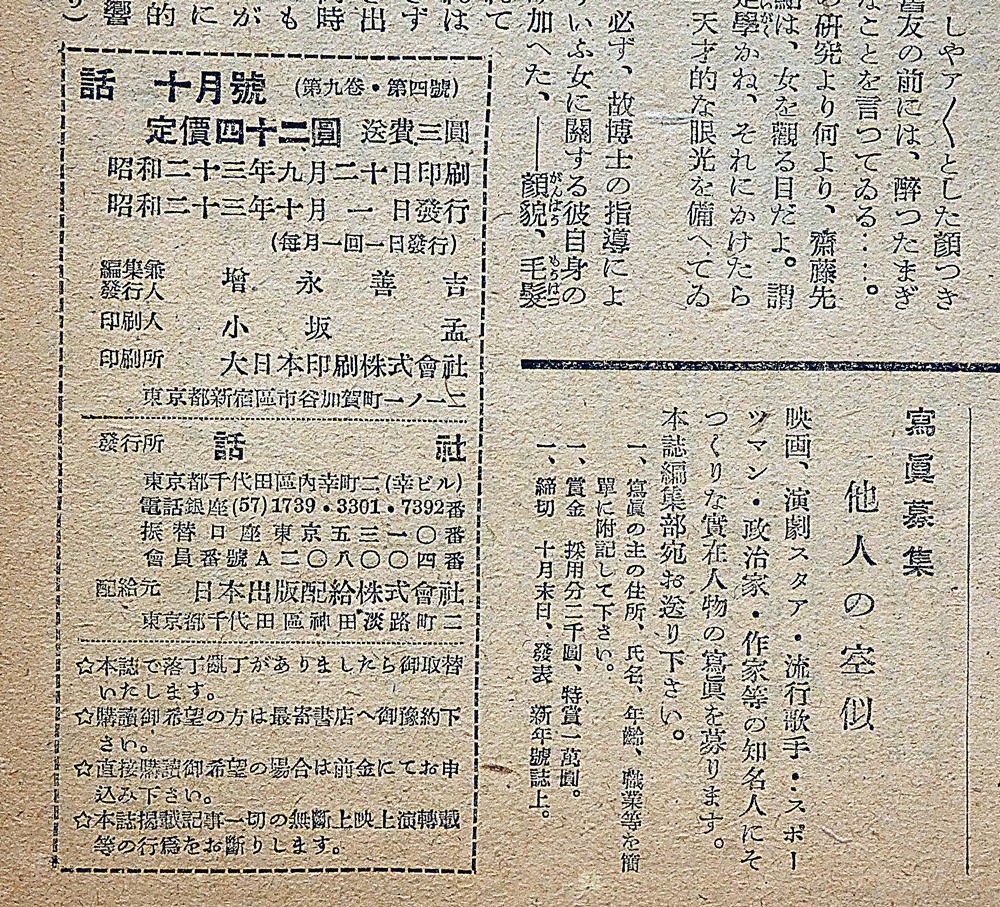 しやァ〳〵とした顔つき
友の前には、醉つたまぎ
なことを言つてゐる‥‥。
研究より何より、齋藤先
は、女を觀る日だよ。謂
學かね、それにかけたら
天才的な眼光を備へてゐ
必ず、故博士の指導によ
いふ女に關する彼自身の
加へた、――顔貌、毛髮
話 十月號 (第九卷・第四號)
定價四十二圓 送費三圓
昭和二十三年九月二十日印刷
昭和二十三年十月一日發行
(每月一回一日發行)
編集兼發行人 增永善吉
印刷人 小坂孟
印刷所 大日本印刷株式會社
東京都新宿區市谷加賀町一ノ一二
發行所 話社
東京都千代田區內幸町二(幸ビル)
電話銀座(57)1739・3301・7392番
振替口座東京五三一〇番
會員番號A二〇八〇〇四番
配給元 日本出版配給株式會社
東京都千代田區神田淡路町二
☆本誌で落丁亂丁がありましたら御取替
いたします。
☆購讀御希望の方は最寄書店へ御豫約下
さい。
☆直接購讀御希望の場合は前金にてお申
込み下さい。
☆本誌揭載記事一切の無斷上映上演轉載
等の行爲をお斷りします。
寫眞募集
他人の空似
映画、演劇スタア・流行歌手・スポー
ツマン・政治家・作家等の知名人にそ
つくりな實在人物の寫眞を募ります。
本誌編集部宛お送り下さい。
一、寫眞の主の住所、氏名、年齡、職業等を簡
單に附記して下さい。
一、賞金 採用分二千圓、特賞一萬圓。
一、締切 十月末日、發表 新年號誌上。